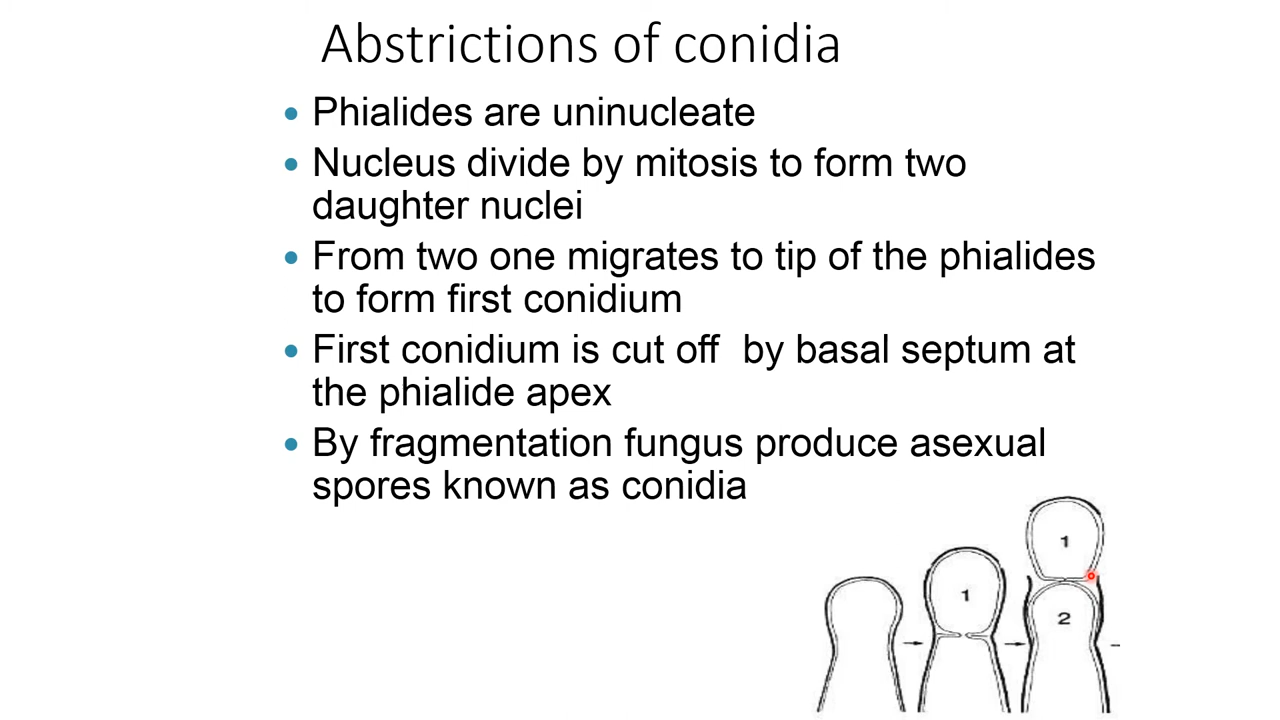 Abstrictions of conidia
• Phialides are uninucleate
• Nucleus divide by mitosis to form two
daughter nuclei
• From two one migrates to tip of the phialides
to form first conidium
• First conidium is cut off  by basal septum at
the phialide apex
• By fragmentation fungus produce asexual
spores known as conidia
1
1
2